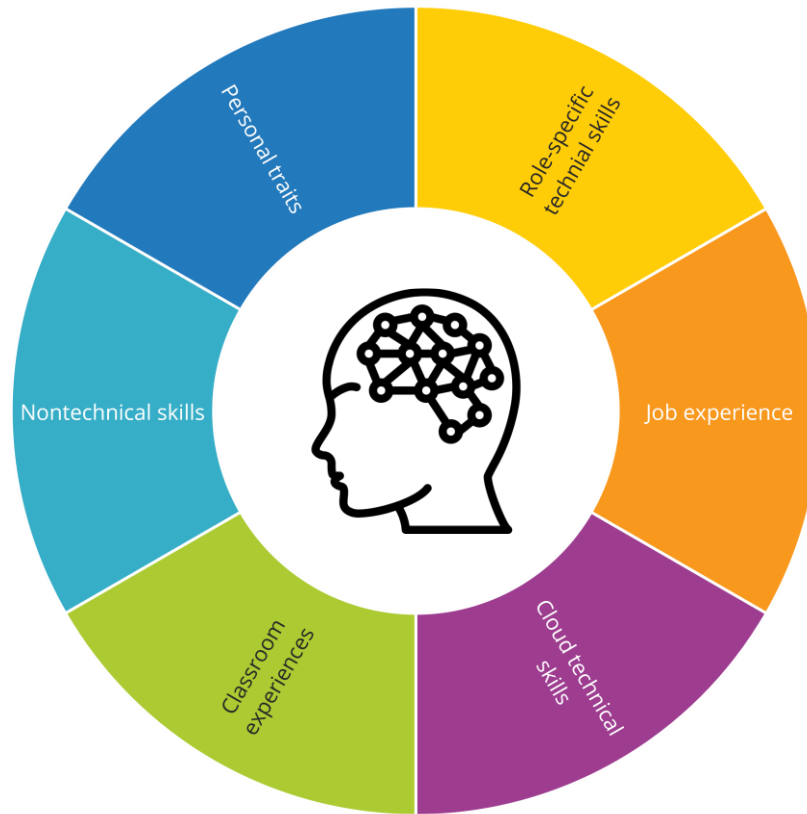 Personal traits
Role-specific
technial skills
Nontechnical skills
Job experience
Classroom
experiences
Cloud technical
skills